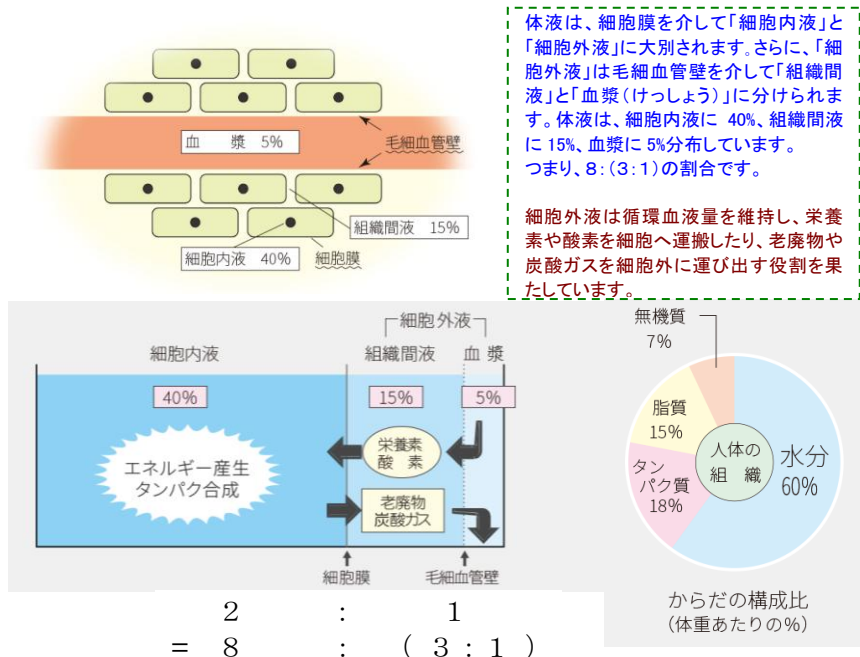 血　漿　5%
毛細血管壁
組織間液　15%
細胞内液　40%
細胞膜
体液は、細胞膜を介して「細胞内液」と
「細胞外液」に大別されます。さらに、「細
胞外液」は毛細血管壁を介して「組織間
液」と「血漿（けっしょう）」に分けられま
す。体液は、細胞内液に 40%、組織間液
に 15%、血漿に 5%分布しています。
つまり、8：（3：1）の割合です。
細胞外液は循環血液量を維持し、栄養
素や酸素を細胞へ運搬したり、老廃物や
炭酸ガスを細胞外に運び出す役割を果
たしています。
細胞外液
細胞内液　組織間液　血漿
40%　15%　5%
エネルギー産生
タンパク合成
栄養素
酸　素
老廃物
炭酸ガス
細胞膜　毛細血管壁
2　：　1
=　8　：　（ 3 : 1 ）
無機質
7%
脂質
15%
タン
パク質
18%
人体の
組　織
水分
60%
からだの構成比
（体重あたりの%）